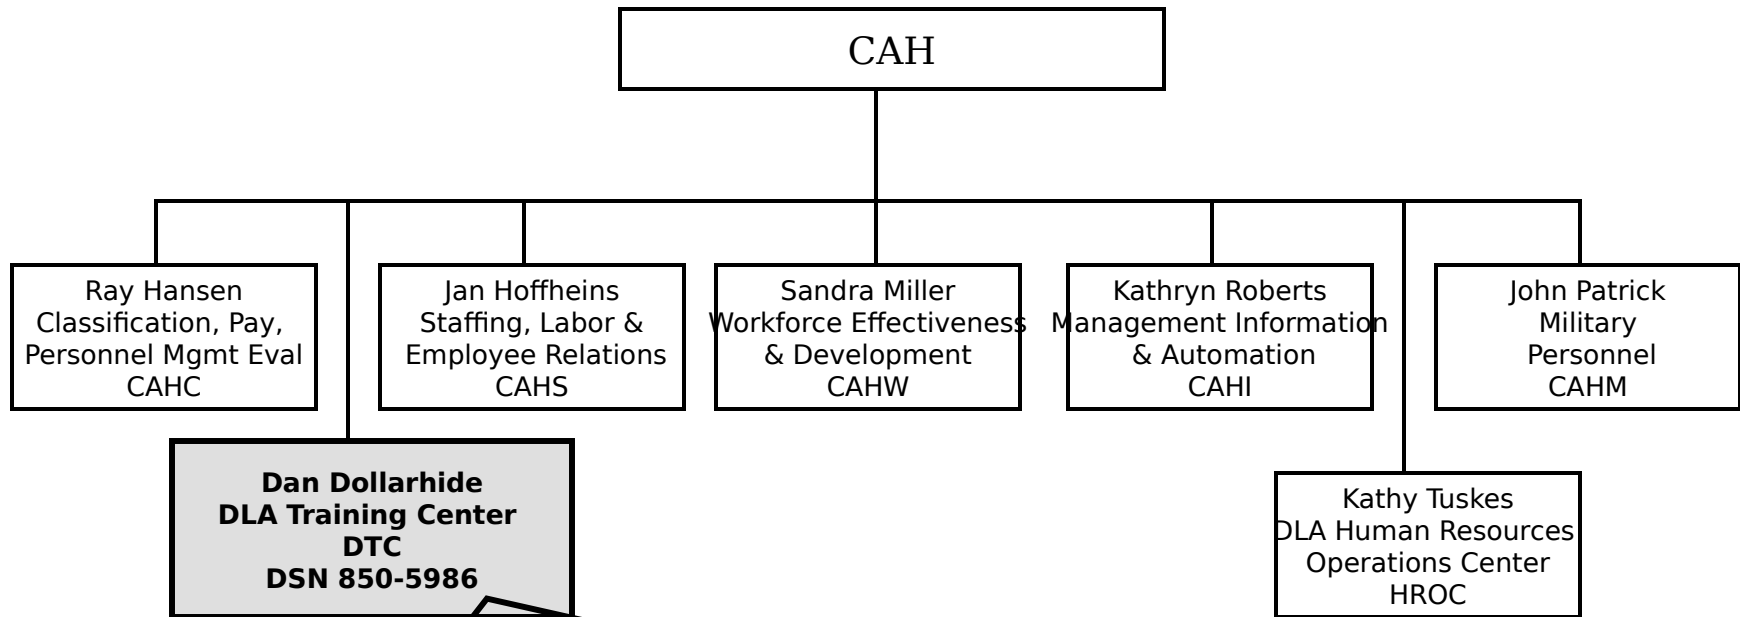 CAH
Ray Hansen
Classification, Pay,
Personnel Mgmt Eval
CAHC
Jan Hoffheins
Staffing, Labor &
Employee Relations
CAHS
Sandra Miller
Workforce Effectiveness
& Development
CAHW
Kathryn Roberts
Management Information
& Automation
CAHI
John Patrick
Military
Personnel
CAHM
Dan Dollarhide
DLA Training Center
DTC
DSN 850-5986
Kathy Tuskes
DLA Human Resources
Operations Center
HROC